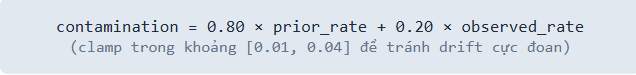 contamination = 0.80 × prior_rate + 0.20 × observed_rate
(clamp trong khoảng [0.01, 0.04] để tránh drift cực đoan)